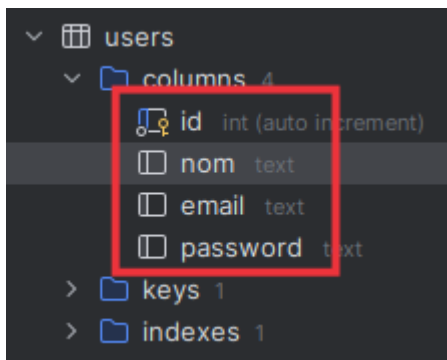 users
columns 4
id int (auto increment)
nom text
email text
password text
keys 1
indexes 1